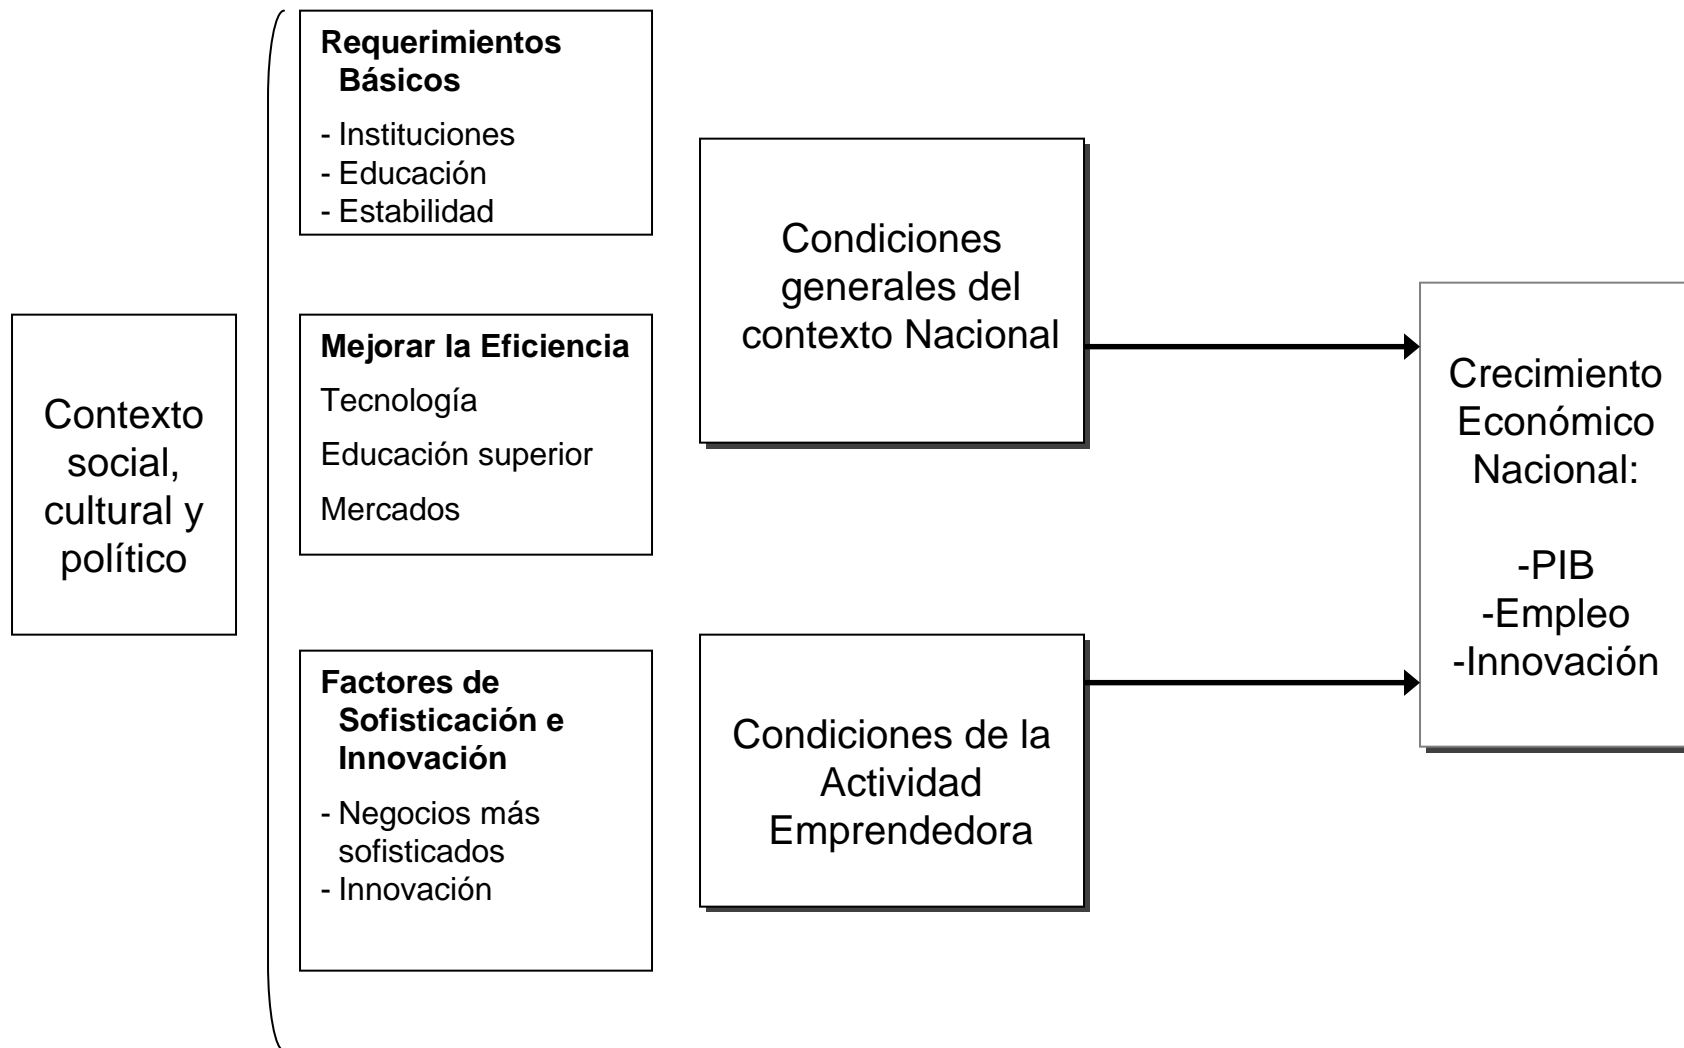 Contexto
social,
cultural y
político
Requerimientos
Básicos
- Instituciones
- Educación
- Estabilidad
Mejorar la Eficiencia
Tecnología
Educación superior
Mercados
Factores de
Sofisticación e
Innovación
- Negocios más
sofisticados
- Innovación
Condiciones
generales del
contexto Nacional
Condiciones de la
Actividad
Emprendedora
Crecimiento
Económico
Nacional:
-PIB
-Empleo
-Innovación